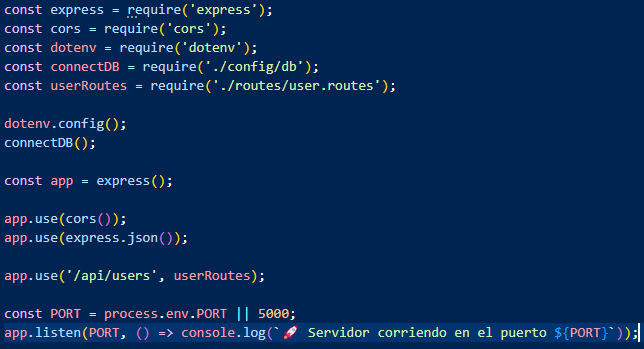 const express = require('express');
const cors = require('cors');
const dotenv = require('dotenv');
const connectDB = require('./config/db');
const userRoutes = require('./routes/user.routes');
dotenv.config();
connectDB();
const app = express();
app.use(cors());
app.use(express.json());
app.use('/api/users', userRoutes);
const PORT = process.env.PORT || 5000;
app.listen(PORT, () => console.log(`🚀 Servidor corriendo en el puerto ${PORT}`));